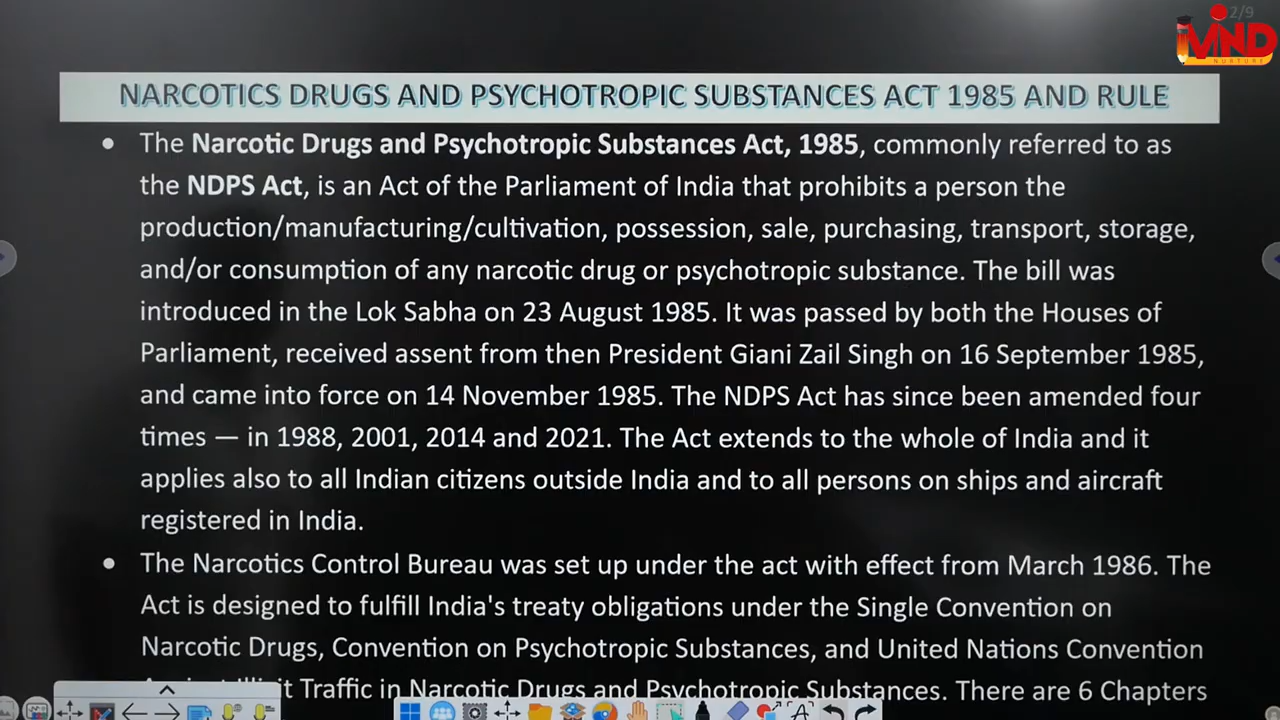 2/9
MND
NURTURE
NARCOTICS DRUGS AND PSYCHOTROPIC SUBSTANCES ACT 1985 AND RULE
• The Narcotic Drugs and Psychotropic Substances Act, 1985, commonly referred to as
the NDPS Act, is an Act of the Parliament of India that prohibits a person the
production/manufacturing/cultivation, possession, sale, purchasing, transport, storage,
and/or consumption of any narcotic drug or psychotropic substance. The bill was
introduced in the Lok Sabha on 23 August 1985. It was passed by both the Houses of
Parliament, received assent from then President Giani Zail Singh on 16 September 1985,
and came into force on 14 November 1985. The NDPS Act has since been amended four
times — in 1988, 2001, 2014 and 2021. The Act extends to the whole of India and it
applies also to all Indian citizens outside India and to all persons on ships and aircraft
registered in India.
• The Narcotics Control Bureau was set up under the act with effect from March 1986. The
Act is designed to fulfill India's treaty obligations under the Single Convention on
Narcotic Drugs, Convention on Psychotropic Substances, and United Nations Convention
Traffic in Narcotic Drugs and Psychotropic Substances. There are 6 Chapters